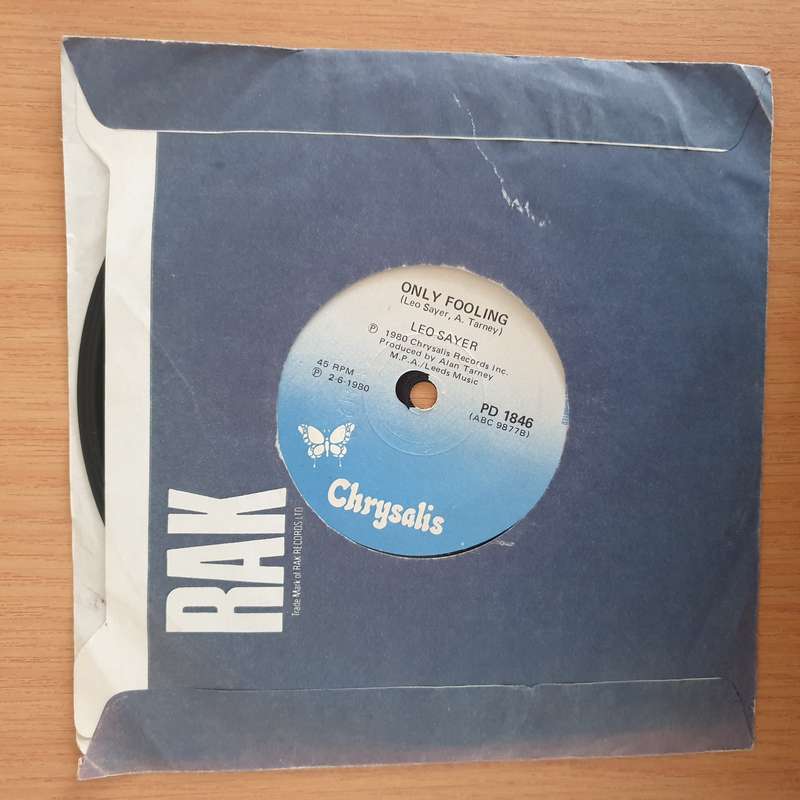 ONLY FOOLING
(Leo Sayer, A. Tarney)
LEO SAYER
℗ 1980 Chrysalis Records Inc.
Produced by Alan Tarney
M.P.A./Leeds Music
45 RPM
℗ 2-6-1980
PD 1846
(ABC 9877B)
Chrysalis
RAK
Trade Mark of RAK RECORDS LTD